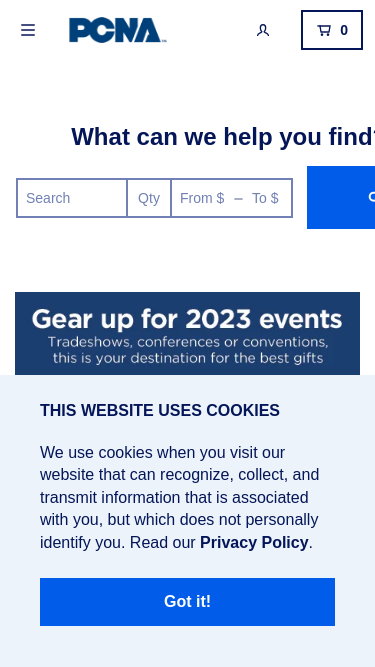 PCNA
0
What can we help you find?
Search Qty From $ – To $
Gear up for 2023 events
Tradeshows, conferences or conventions,
this is your destination for the best gifts
THIS WEBSITE USES COOKIES
We use cookies when you visit our
website that can recognize, collect, and
transmit information that is associated
with you, but which does not personally
identify you. Read our Privacy Policy.
Got it!